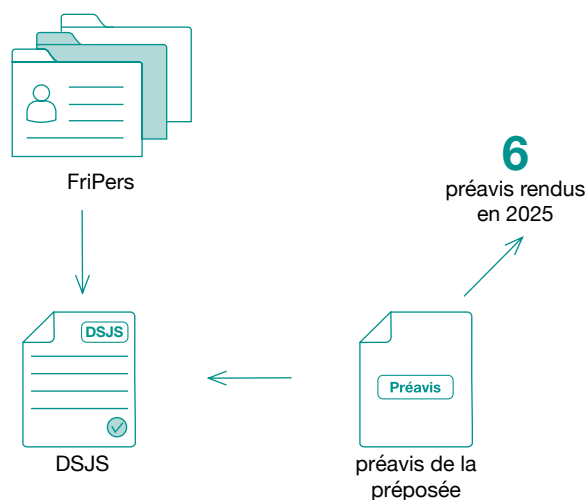 FriPers
6
préavis rendus
en 2025
DSJS
DSJS
Préavis
préavis de la
préposée